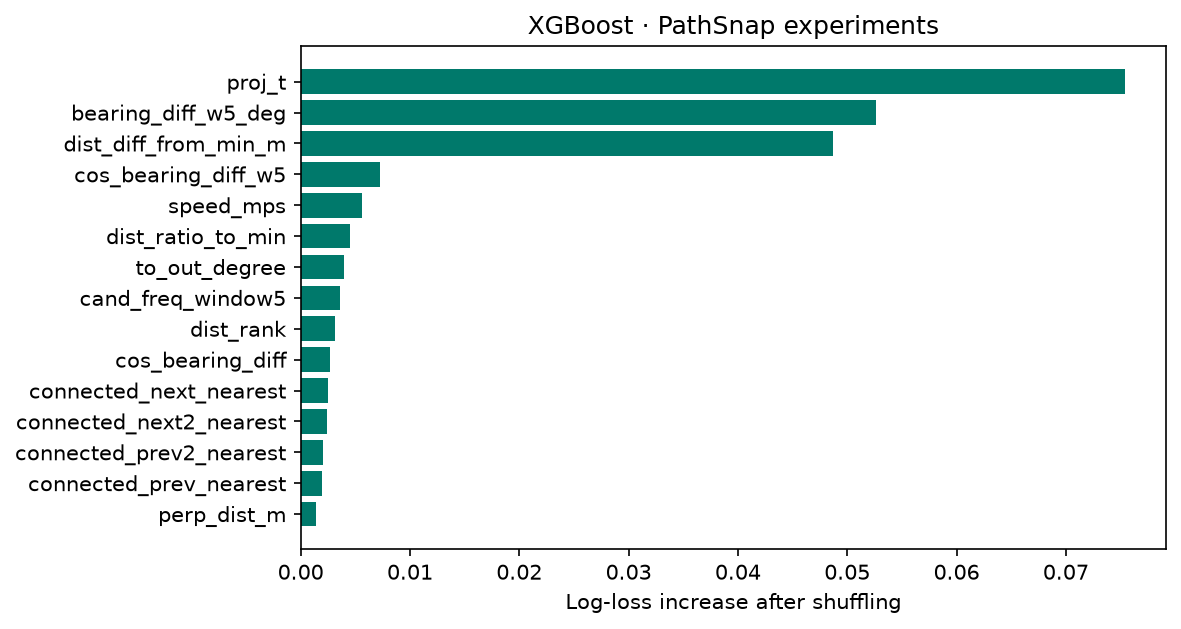 XGBoost · PathSnap experiments
proj_t
bearing_diff_w5_deg
dist_diff_from_min_m
cos_bearing_diff_w5
speed_mps
dist_ratio_to_min
to_out_degree
cand_freq_window5
dist_rank
cos_bearing_diff
connected_next_nearest
connected_next2_nearest
connected_prev2_nearest
connected_prev_nearest
perp_dist_m
0.00 0.01 0.02 0.03 0.04 0.05 0.06 0.07
Log-loss increase after shuffling